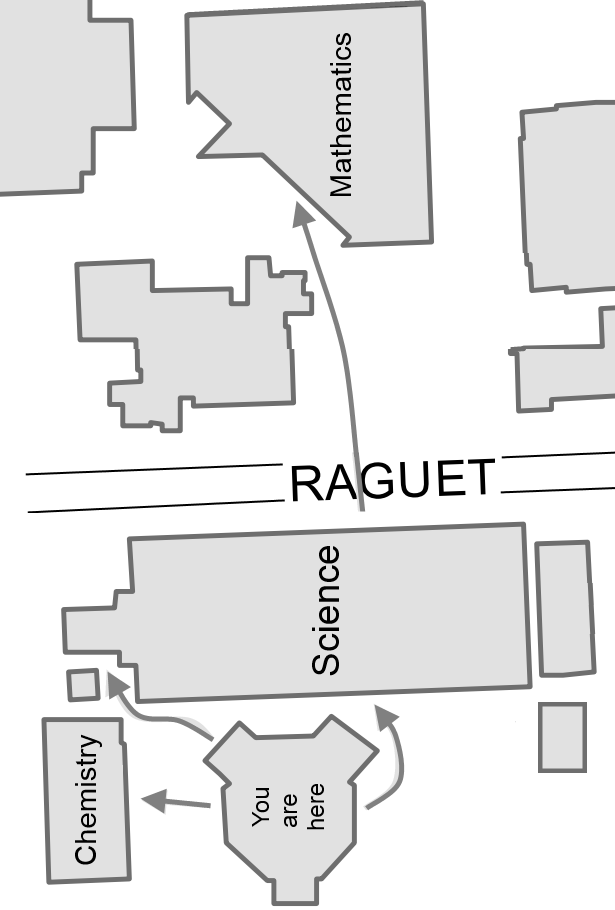 Mathematics
RAGUET
Science
Chemistry
You
are
here